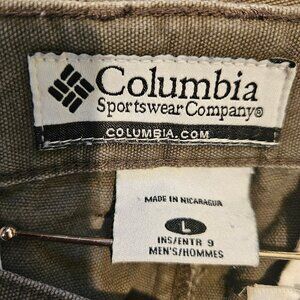 Columbia
Sportswear Company®
COLUMBIA.COM
MADE IN NICARAGUA
L
INS/ENTR 9
MEN'S/HOMMES